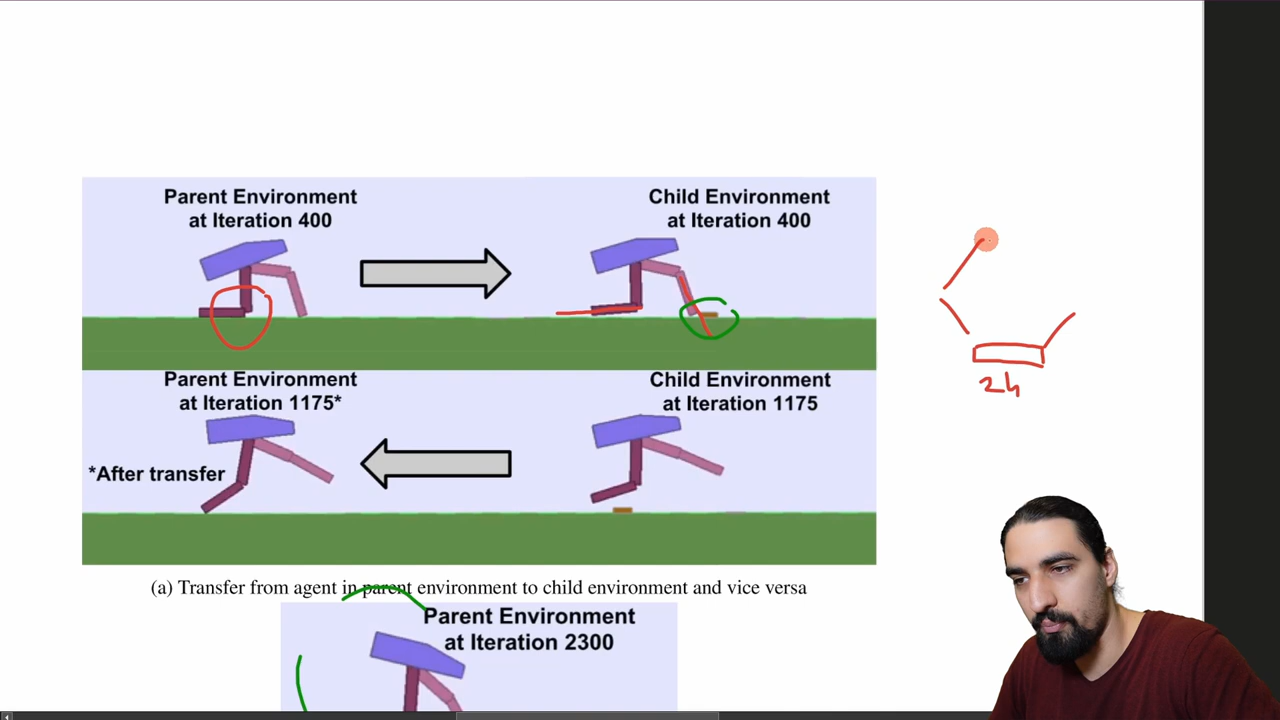 Parent Environment
at Iteration 400
Child Environment
at Iteration 400
24
Parent Environment
at Iteration 1175*
Child Environment
at Iteration 1175
*After transfer
(a) Transfer from agent in parent environment to child environment and vice versa
Parent Environment
at Iteration 2300